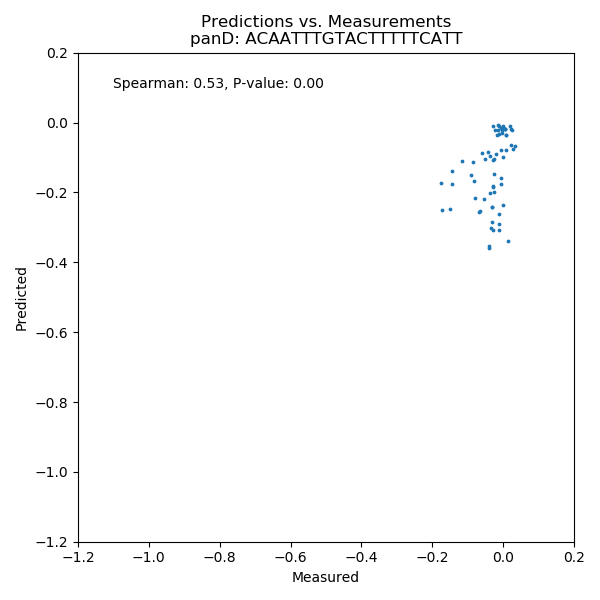 Predictions vs. Measurements
panD: ACAATTTGTACTTTTTCATT
0.2
Spearman: 0.53, P-value: 0.00
0.0
−0.2
−0.4
Predicted
−0.6
−0.8
−1.0
−1.2
−1.2 −1.0 −0.8 −0.6 −0.4 −0.2 0.0 0.2
Measured